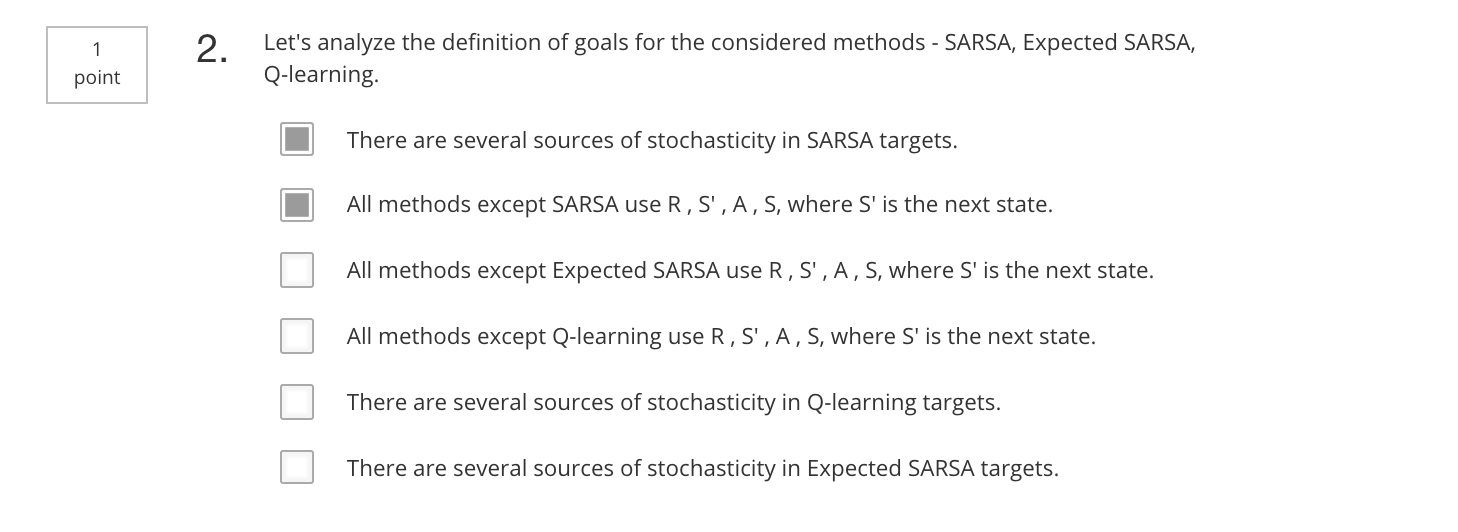 1
point
2.
Let's analyze the definition of goals for the considered methods - SARSA, Expected SARSA,
Q-learning.
There are several sources of stochasticity in SARSA targets.
All methods except SARSA use R , S' , A , S, where S' is the next state.
All methods except Expected SARSA use R , S' , A , S, where S' is the next state.
All methods except Q-learning use R , S' , A , S, where S' is the next state.
There are several sources of stochasticity in Q-learning targets.
There are several sources of stochasticity in Expected SARSA targets.